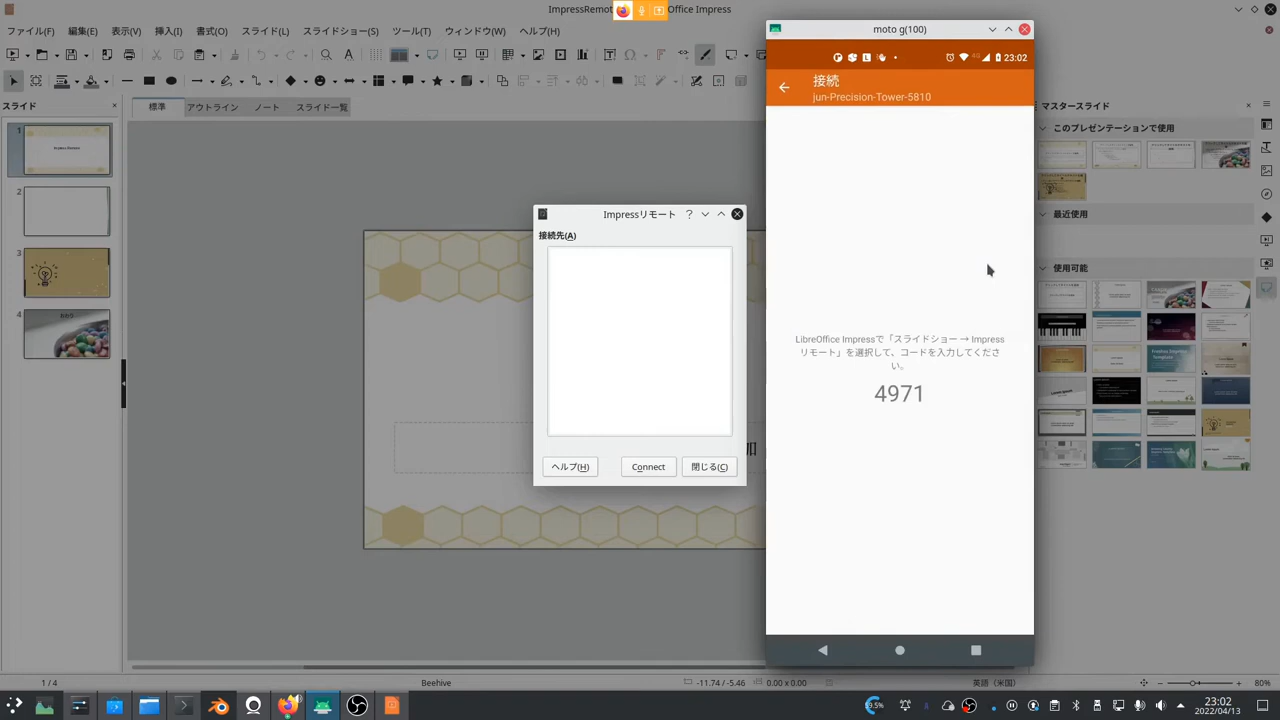 ImpressRemot
Office Impress
ファイル(F)
編集(E)
表示(V)
挿入(I)
書式(O)
スライド(L)
スライドショー(S)
ツール(T)
ウィンドウ(W)
ヘルプ(H)
スライド
標準
アウトライン
ノート
スライド一覧
1
2
3
4
おわり
Impressリモート
接続先(A)
ヘルプ(H)
Connect
閉じる(C)
moto g(100)
4G
23:02
接続
jun-Precision-Tower-5810
LibreOffice Impressで「スライドショー → Impress
リモート」を選択して、コードを入力してくださ
い。
4971
マスタースライド
このプレゼンテーションで使用
最近使用
使用可能
1 / 4
Beehive
-11.74 / -5.46
0.00 x 0.00
英語 (米国)
80%
23:02
2022/04/13